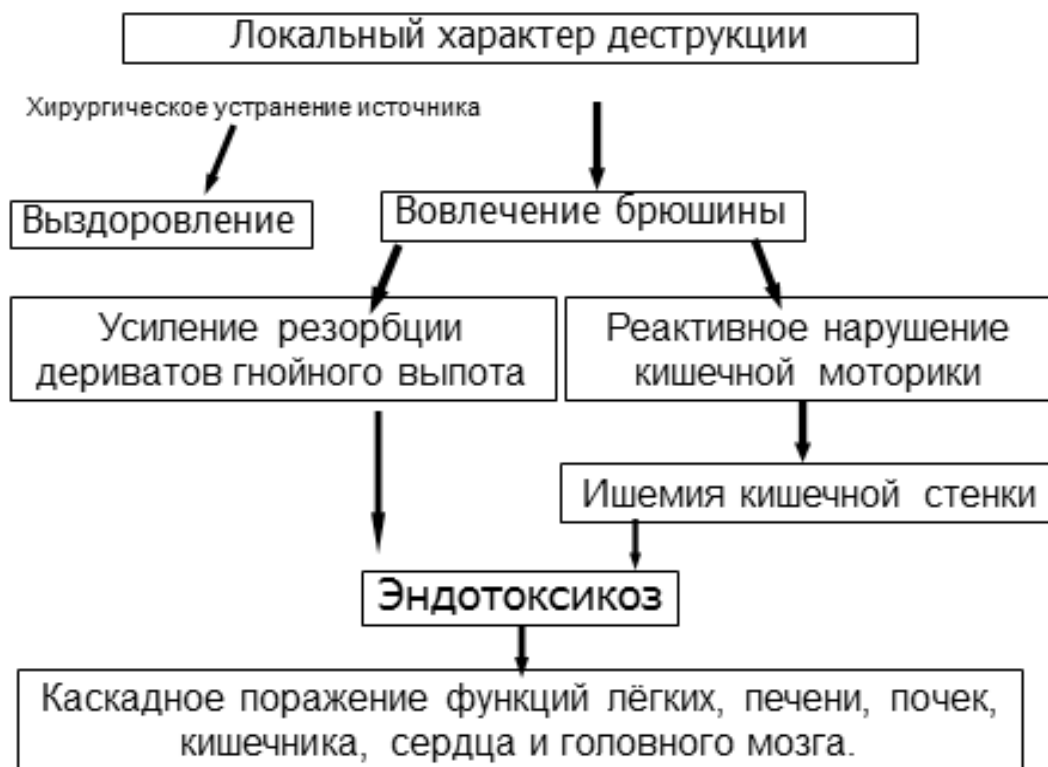 Локальный характер деструкции
Хирургическое устранение источника
Выздоровление
Вовлечение брюшины
Усиление резорбции
дериватов гнойного выпота
Реактивное нарушение
кишечной моторики
Ишемия кишечной стенки
Эндотоксикоз
Каскадное поражение функций лёгких, печени, почек,
кишечника, сердца и головного мозга.